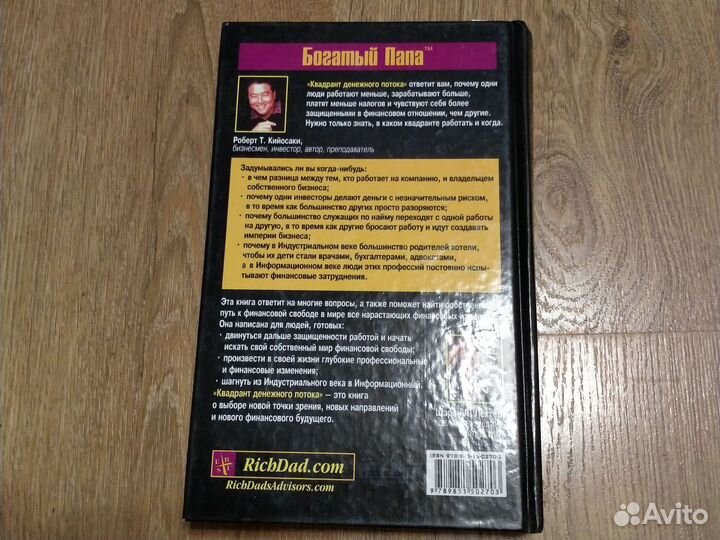 Богатый Папа™
«Квадрант денежного потока» ответит вам, почему одни
люди работают меньше, зарабатывают больше,
платят меньше налогов и чувствуют себя более
защищенными в финансовом отношении, чем другие.
Нужно только знать, в каком квадранте работать и когда.
Роберт Т. Кийосаки,
бизнесмен, инвестор, автор, преподаватель
Задумывались ли вы когда-нибудь:
· в чем разница между тем, кто работает на компанию, и владельцем
собственного бизнеса;
· почему одни инвесторы делают деньги с незначительным риском,
в то время как большинство других просто разоряются;
· почему большинство служащих по найму переходят с одной работы
на другую, в то время как другие бросают работу и идут создавать
империи бизнеса;
· почему в Индустриальном веке большинство родителей хотели,
чтобы их дети стали врачами, бухгалтерами, адвокатами,
а в Информационном веке люди этих профессий постоянно испы-
тывают финансовые затруднения.
Эта книга ответит на многие вопросы, а также поможет найти
путь к финансовой свободе в мире все нарастающих финансовых
Она написана для людей, готовых:
· двинуться дальше защищенности работой и начать
искать свой собственный мир финансовой свободы;
· произвести в своей жизни глубокие профессиональные
и финансовые изменения;
· шагнуть из Индустриального века в Информационный.
«Квадрант денежного потока» — это книга
о выборе новой точки зрения, новых направлений
и нового финансового будущего.
RichDad.com
RichDadsAdvisors.com
ISBN 978-
9 789851 502703
Avito